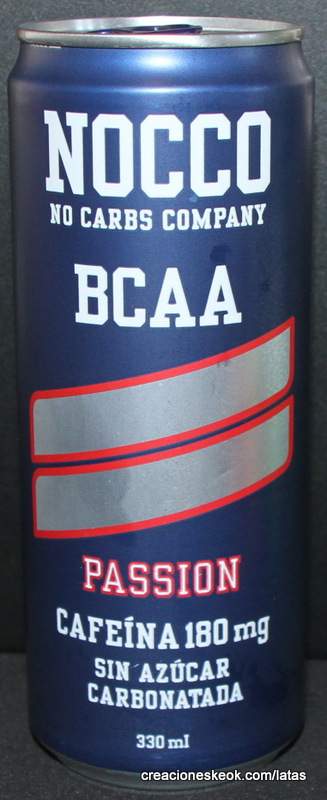 NOCCO
NO CARBS COMPANY
BCAA
PASSION
CAFEÍNA 180 mg
SIN AZÚCAR
CARBONATADA
330 ml
creacioneskeok.com/latas